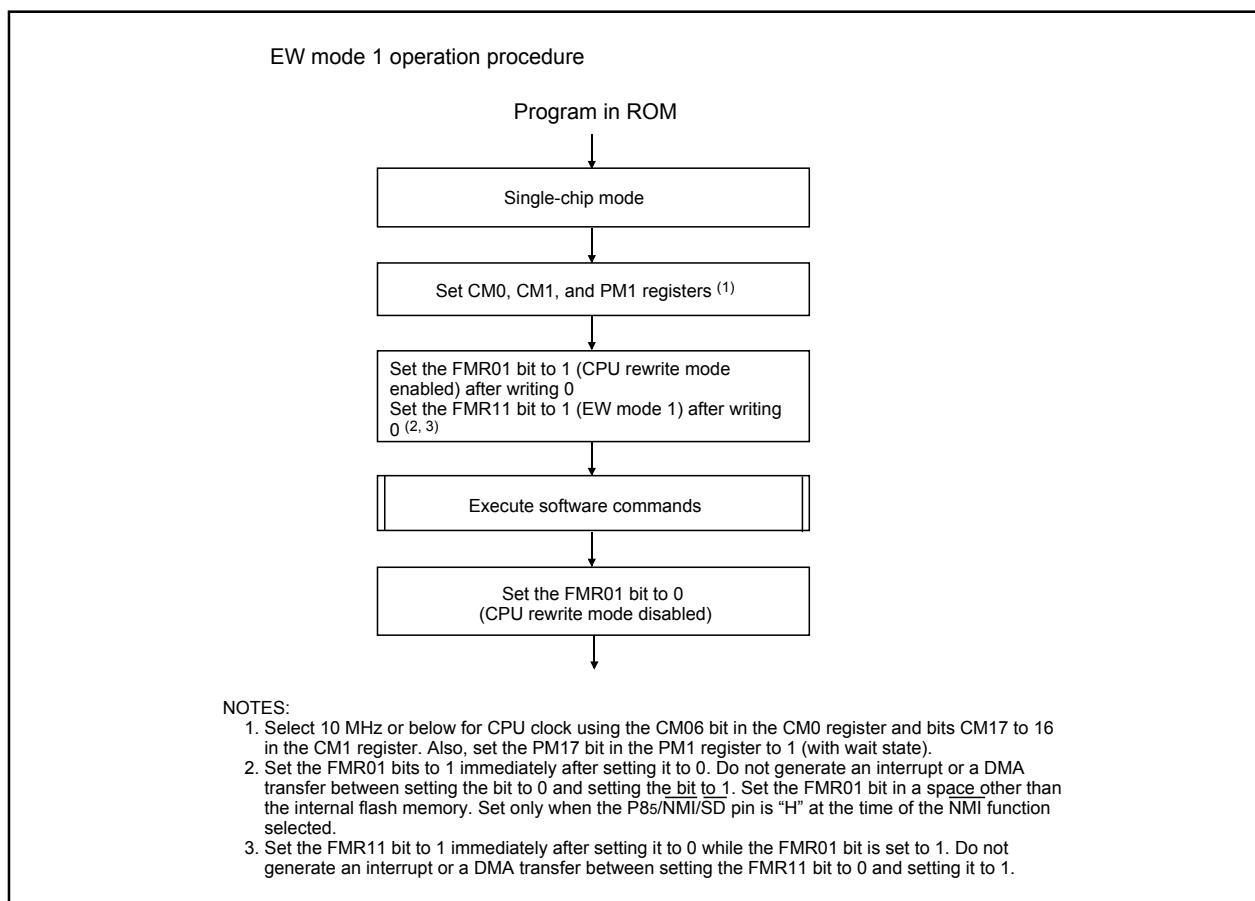 EW mode 1 operation procedure
Program in ROM
Single-chip mode
Set CM0, CM1, and PM1 registers (1)
Set the FMR01 bit to 1 (CPU rewrite mode
enabled) after writing 0
Set the FMR11 bit to 1 (EW mode 1) after writing
0 (2, 3)
Execute software commands
Set the FMR01 bit to 0
(CPU rewrite mode disabled)
NOTES:
1. Select 10 MHz or below for CPU clock using the CM06 bit in the CM0 register and bits CM17 to 16
in the CM1 register. Also, set the PM17 bit in the PM1 register to 1 (with wait state).
2. Set the FMR01 bits to 1 immediately after setting it to 0. Do not generate an interrupt or a DMA
transfer between setting the bit to 0 and setting the bit to 1. Set the FMR01 bit in a space other than
the internal flash memory. Set only when the P85/NMI/SD pin is “H” at the time of the NMI function
selected.
3. Set the FMR11 bit to 1 immediately after setting it to 0 while the FMR01 bit is set to 1. Do not
generate an interrupt or a DMA transfer between setting the FMR11 bit to 0 and setting it to 1.